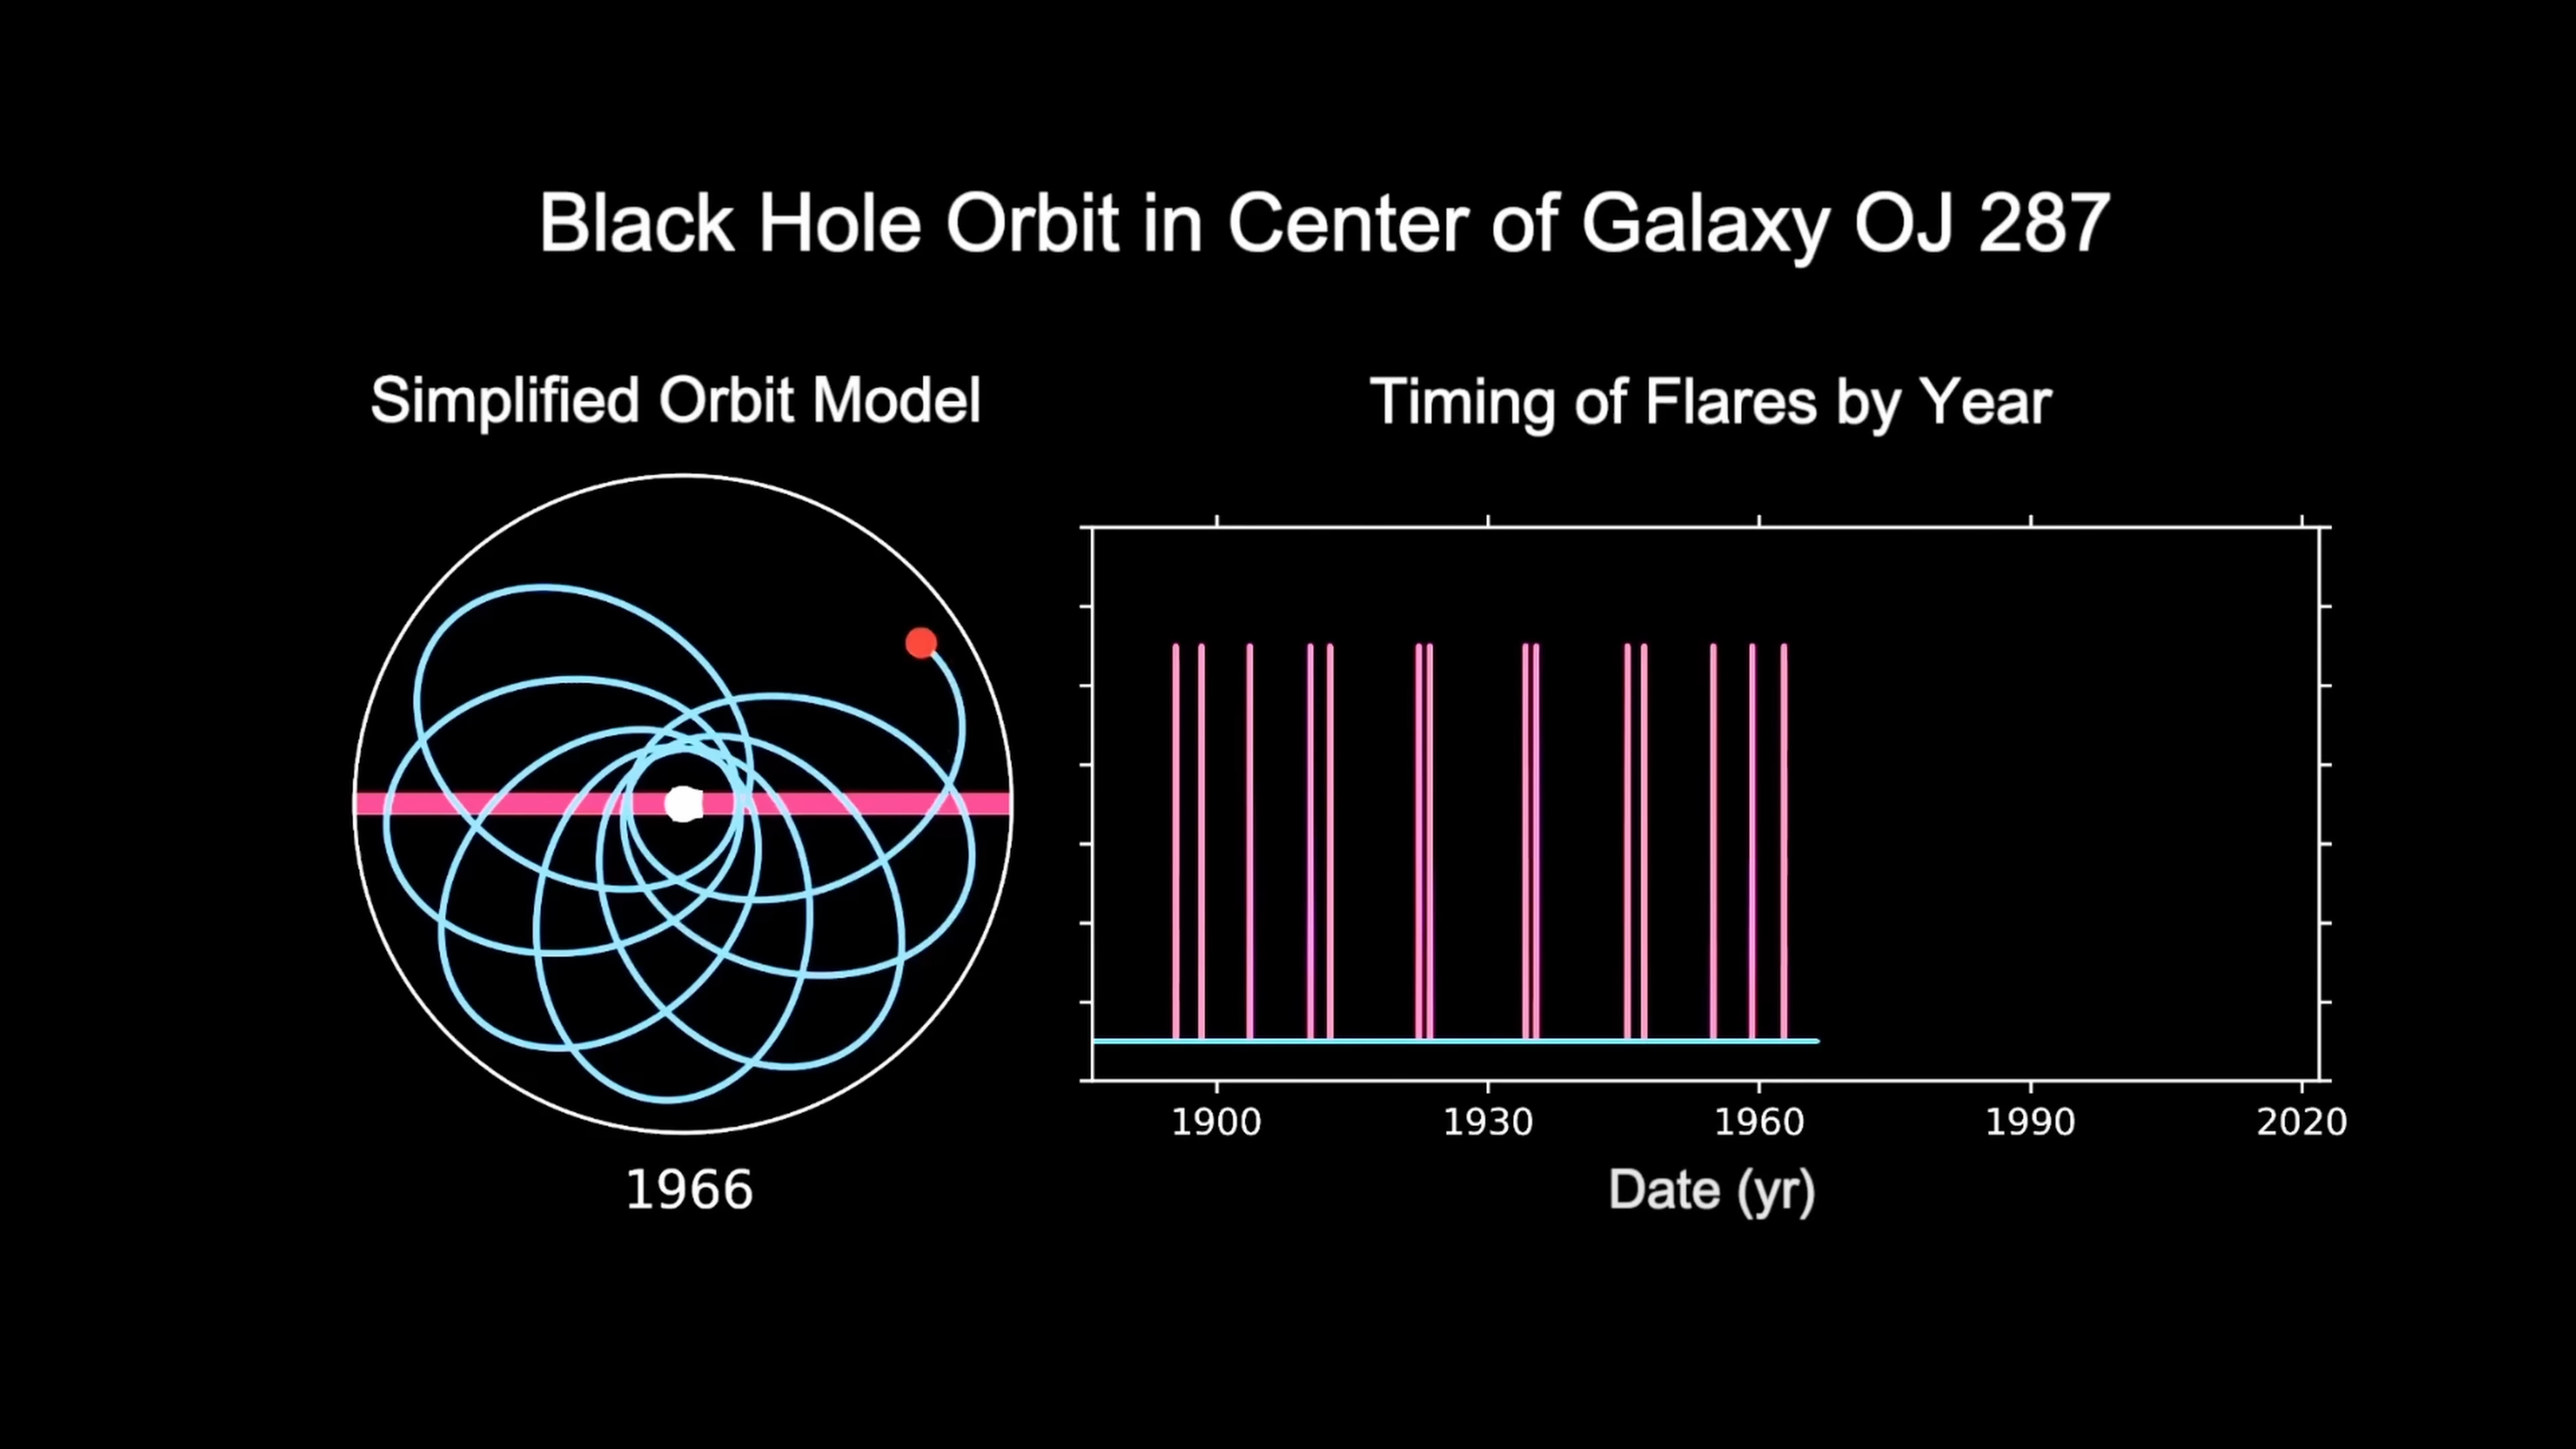 Black Hole Orbit in Center of Galaxy OJ 287
Simplified Orbit Model
1966
Timing of Flares by Year
1900 1930 1960 1990 2020
Date (yr)